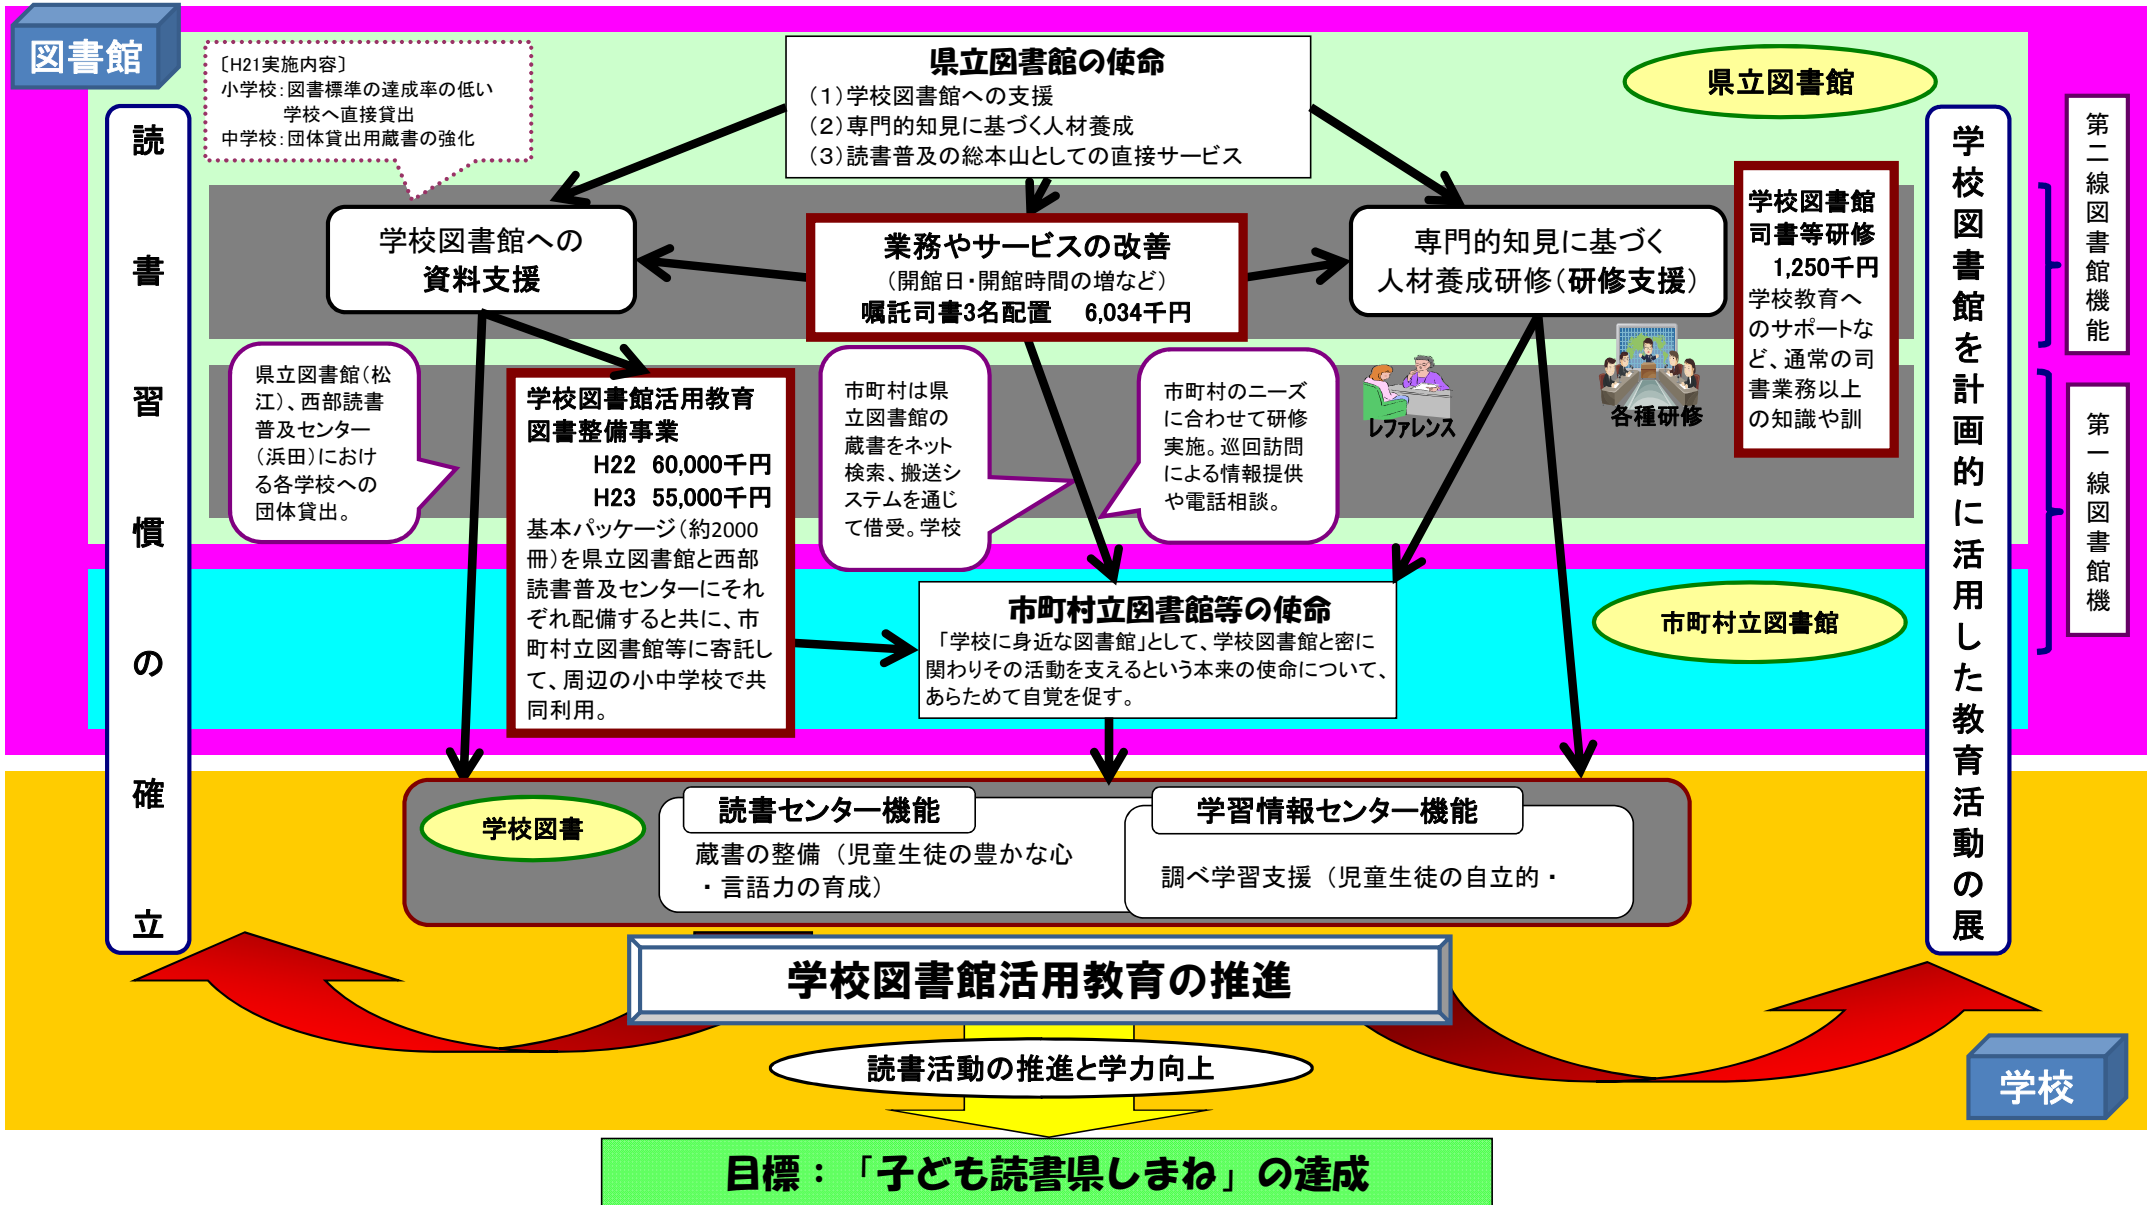 図書館
〔H21実施内容〕
小学校：図書標準の達成率の低い
学校へ直接貸出
中学校：団体貸出用蔵書の強化
県立図書館の使命
（1）学校図書館への支援
（2）専門的知見に基づく人材養成
（3）読書普及の総本山としての直接サービス
県立図書館
読書習慣の確立
学校図書館を計画的に活用した教育活動の展
第二線図書館機能
第一線図書館機
学校図書館への
資料支援
業務やサービスの改善
（開館日・開館時間の増など）
嘱託司書3名配置　6,034千円
専門的知見に基づく
人材養成研修（研修支援）
学校図書館
司書等研修
1,250千円
学校教育へ
のサポートな
ど、通常の司
書業務以上
の知識や訓
県立図書館（松
江）、西部読書
普及センター
（浜田）におけ
る各学校への
団体貸出。
学校図書館活用教育
図書整備事業
H22　60,000千円
H23　55,000千円
基本パッケージ（約2000
冊）を県立図書館と西部
読書普及センターにそれ
ぞれ配備すると共に、市
町村立図書館等に寄託し
て、周辺の小中学校で共
同利用。
市町村は県
立図書館の
蔵書をネット
検索、搬送シ
ステムを通じ
て借受。学校
市町村のニーズ
に合わせて研修
実施。巡回訪問
による情報提供
や電話相談。
レファレンス
各種研修
市町村立図書館等の使命
「学校に身近な図書館」として、学校図書館と密に
関わりその活動を支えるという本来の使命について、
あらためて自覚を促す。
市町村立図書館
学校図書
読書センター機能
蔵書の整備（児童生徒の豊かな心
・言語力の育成）
学習情報センター機能
調べ学習支援（児童生徒の自立的・
学校図書館活用教育の推進
読書活動の推進と学力向上
学校
目標：「子ども読書県しまね」の達成